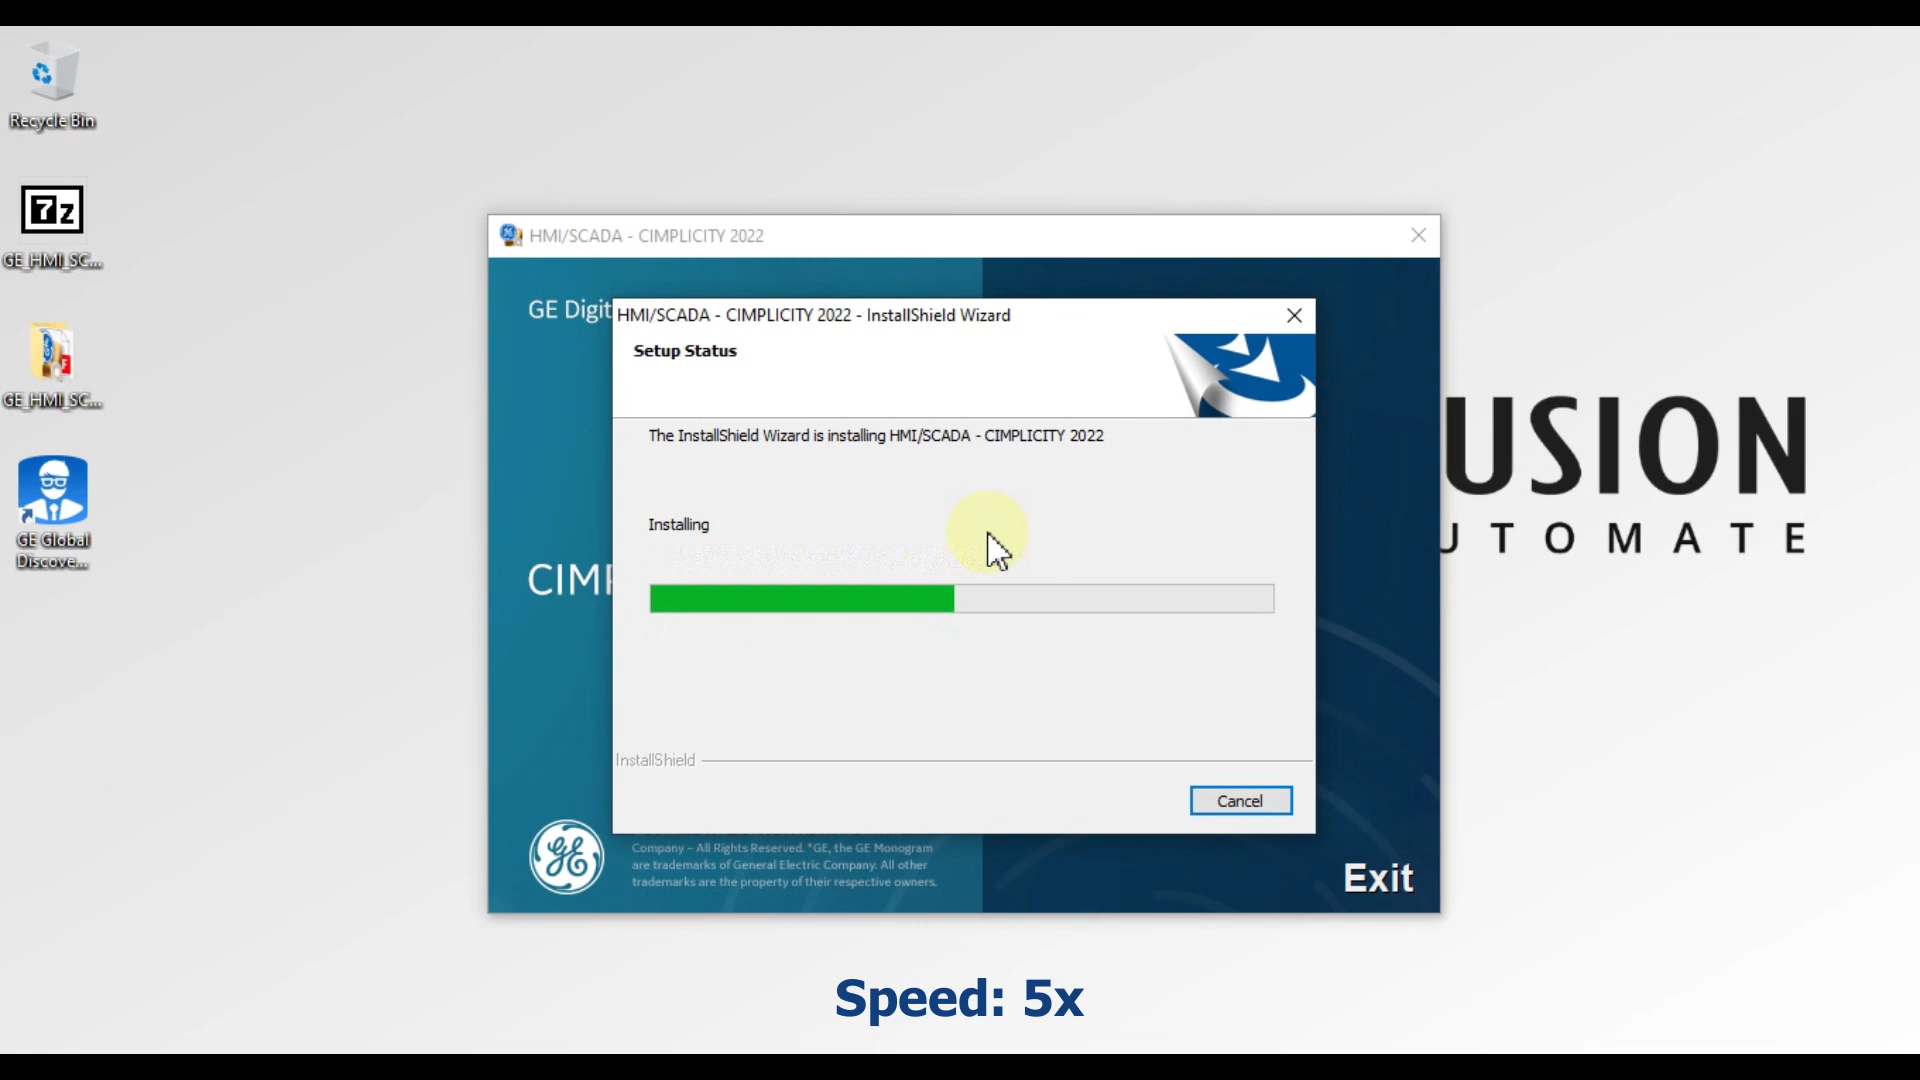 Recycle Bin
7z
GE_HMI_SC...
GE_HMI_SC...
GE Global
Discove...
HMI/SCADA - CIMPLICITY 2022
GE Digit
HMI/SCADA - CIMPLICITY 2022 - InstallShield Wizard
Setup Status
The InstallShield Wizard is installing HMI/SCADA - CIMPLICITY 2022
Installing
CIMP
InstallShield
Cancel
Company – All Rights Reserved. *GE, the GE Monogram
are trademarks of General Electric Company. All other
trademarks are the property of their respective owners.
GE
Exit
USION
UTOMATE
Speed: 5x